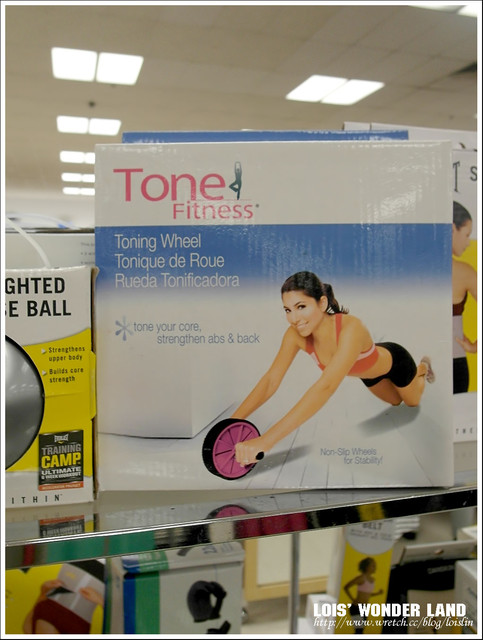 Tone
Fitness®
Toning Wheel
Tonique de Roue
Rueda Tonificadora
tone your core,
strengthen abs & back
Non-Slip Wheels
for Stability!
GHTED
E BALL
Strengthens
upper body
Builds core
strength
EVERLAST
TRAINING
CAMP
ULTIMATE
ITHIN
BELT
LOIS' WONDER LAND
http://www.wretch.cc/blog/loislin